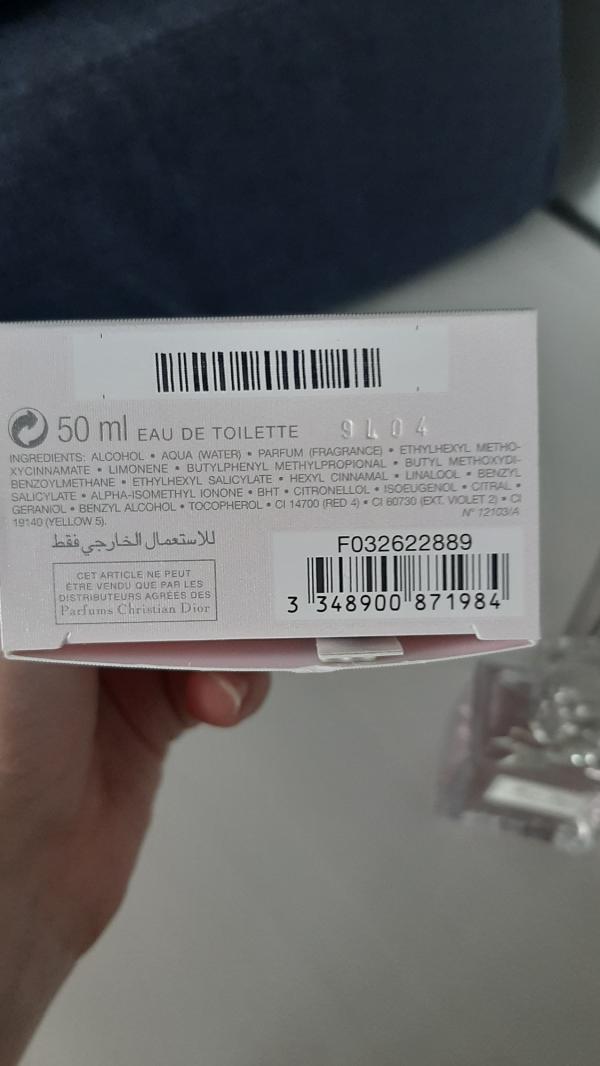 50 ml EAU DE TOILETTE 9L04
INGREDIENTS: ALCOHOL • AQUA (WATER) • PARFUM (FRAGRANCE) • ETHYLHEXYL METHO-
XYCINNAMATE • LIMONENE • BUTYLPHENYL METHYLPROPIONAL • BUTYL METHOXYDI-
BENZOYLMETHANE • ETHYLHEXYL SALICYLATE • HEXYL CINNAMAL • LINALOOL • BENZYL
SALICYLATE • ALPHA-ISOMETHYL IONONE • BHT • CITRONELLOL • ISOEUGENOL • CITRAL •
GERANIOL • BENZYL ALCOHOL • TOCOPHEROL • CI 14700 (RED 4) • CI 60730 (EXT. VIOLET 2) • CI
19140 (YELLOW 5).
N° 12103/A
للاستعمال الخارجي فقط
CET ARTICLE NE PEUT
ÊTRE VENDU QUE PAR LES
DISTRIBUTEURS AGRÉÉS DES
Parfums Christian Dior
F032622889
3 348900 871984